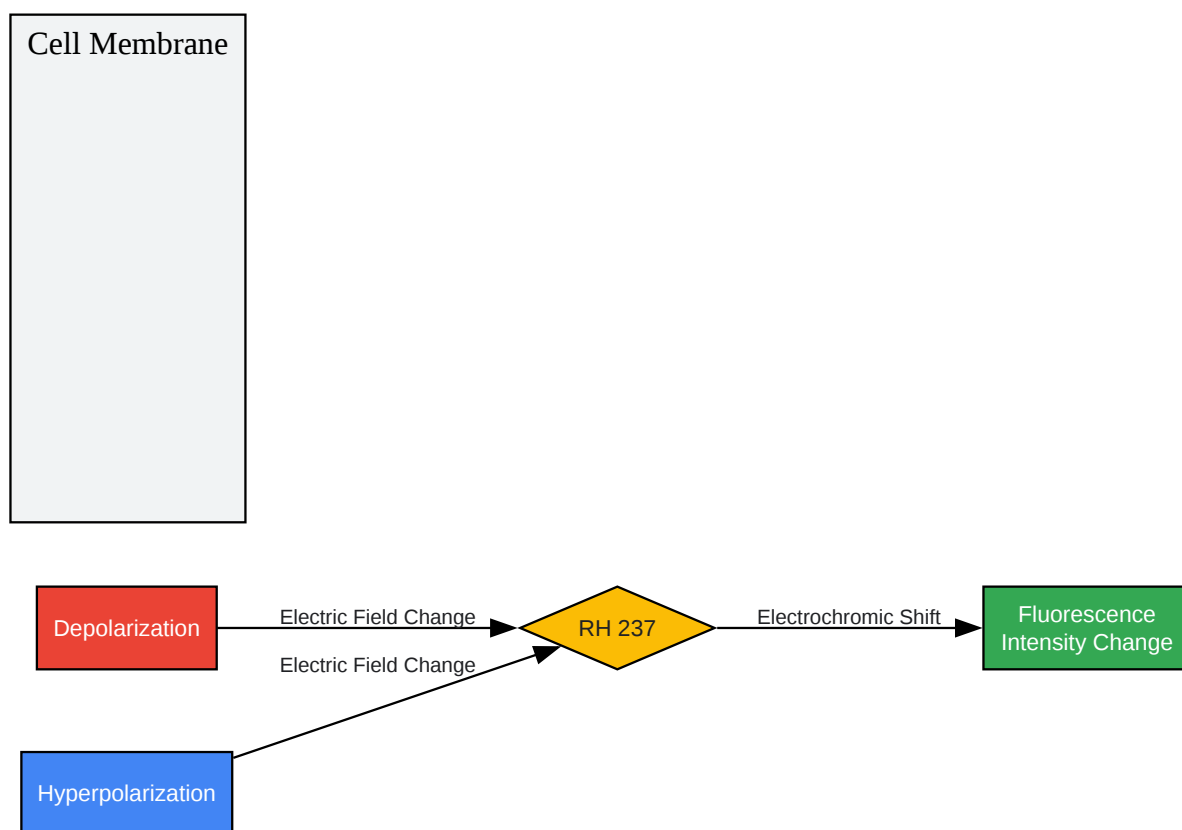 Cell Membrane
Depolarization
Electric Field Change
RH 237
Electrochromic Shift
Fluorescence
Intensity Change
Electric Field Change
Hyperpolarization